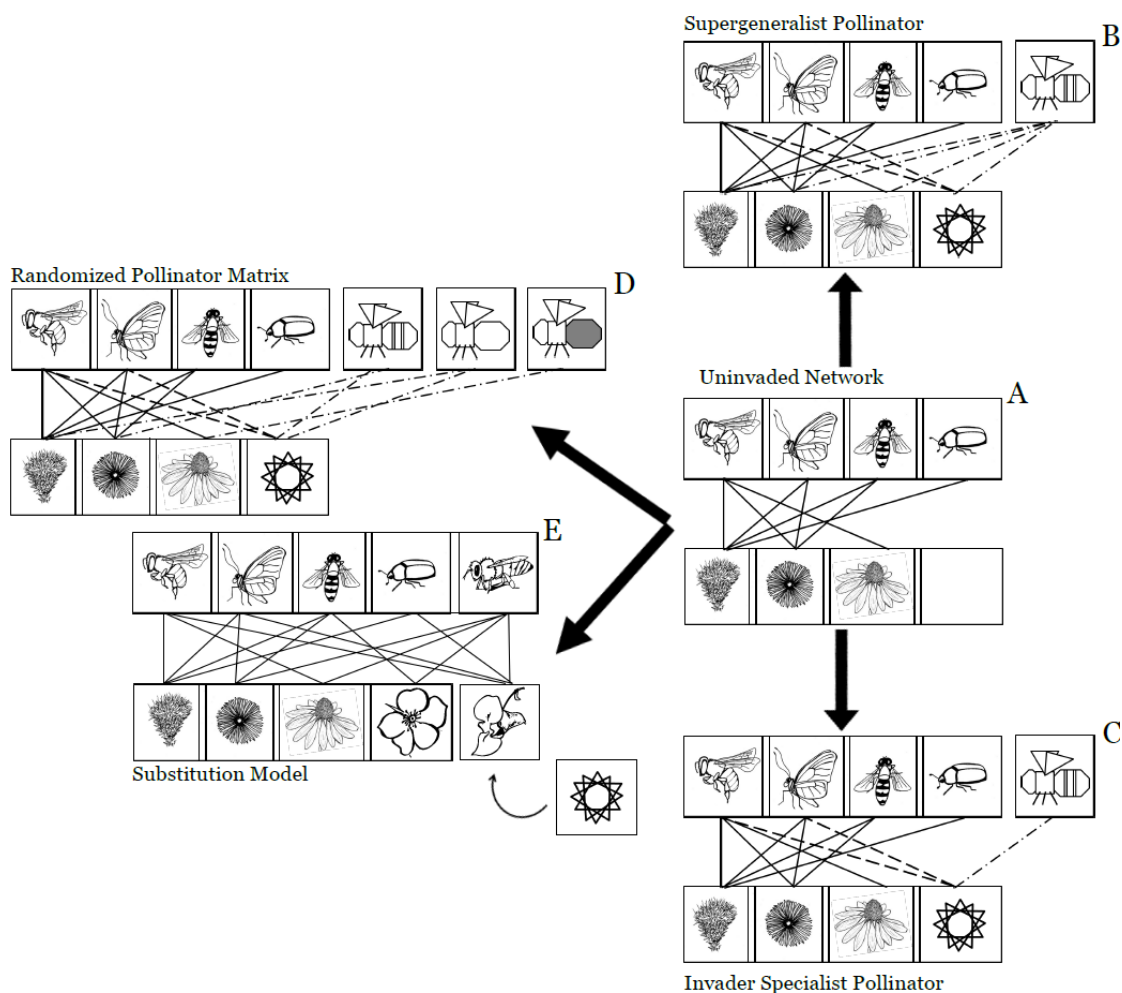 Supergeneralist Pollinator
B
Randomized Pollinator Matrix
D
Uninvaded Network
A
E
Substitution Model
C
Invader Specialist Pollinator